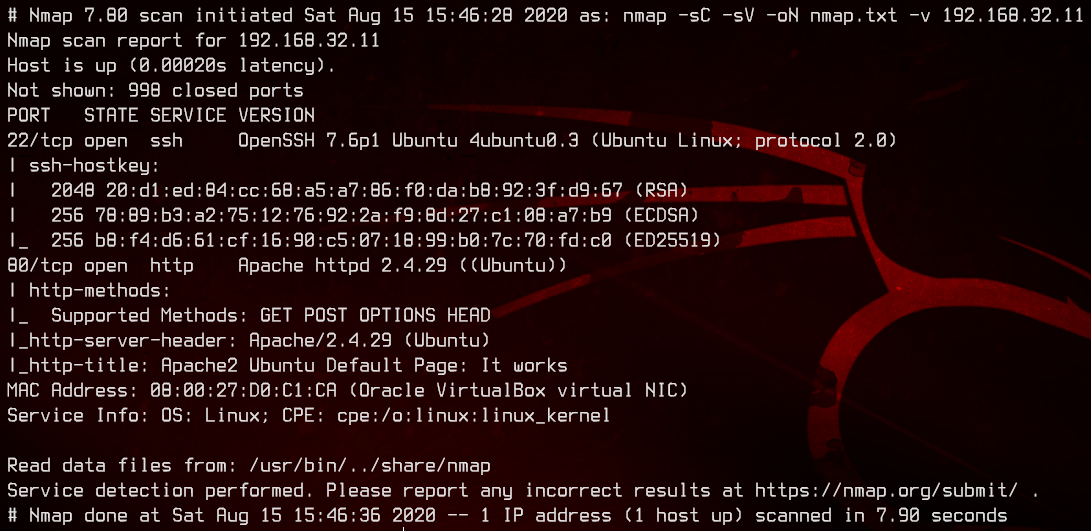 # Nmap 7.80 scan initiated Sat Aug 15 15:46:28 2020 as: nmap -sC -sV -oN nmap.txt -v 192.168.32.11
Nmap scan report for 192.168.32.11
Host is up (0.00020s latency).
Not shown: 998 closed ports
PORT   STATE SERVICE VERSION
22/tcp open  ssh     OpenSSH 7.6p1 Ubuntu 4ubuntu0.3 (Ubuntu Linux; protocol 2.0)
| ssh-hostkey:
|   2048 20:d1:ed:84:cc:68:a5:a7:86:f0:da:b8:92:3f:d9:67 (RSA)
|   256 78:89:b3:a2:75:12:76:92:2a:f9:8d:27:c1:08:a7:b9 (ECDSA)
|_  256 b8:f4:d6:61:cf:16:90:c5:07:18:99:b0:7c:70:fd:c0 (ED25519)
80/tcp open  http    Apache httpd 2.4.29 ((Ubuntu))
| http-methods:
|_  Supported Methods: GET POST OPTIONS HEAD
|_http-server-header: Apache/2.4.29 (Ubuntu)
|_http-title: Apache2 Ubuntu Default Page: It works
MAC Address: 08:00:27:D0:C1:CA (Oracle VirtualBox virtual NIC)
Service Info: OS: Linux; CPE: cpe:/o:linux:linux_kernel

Read data files from: /usr/bin/../share/nmap
Service detection performed. Please report any incorrect results at https://nmap.org/submit/ .
# Nmap done at Sat Aug 15 15:46:36 2020 -- 1 IP address (1 host up) scanned in 7.90 seconds